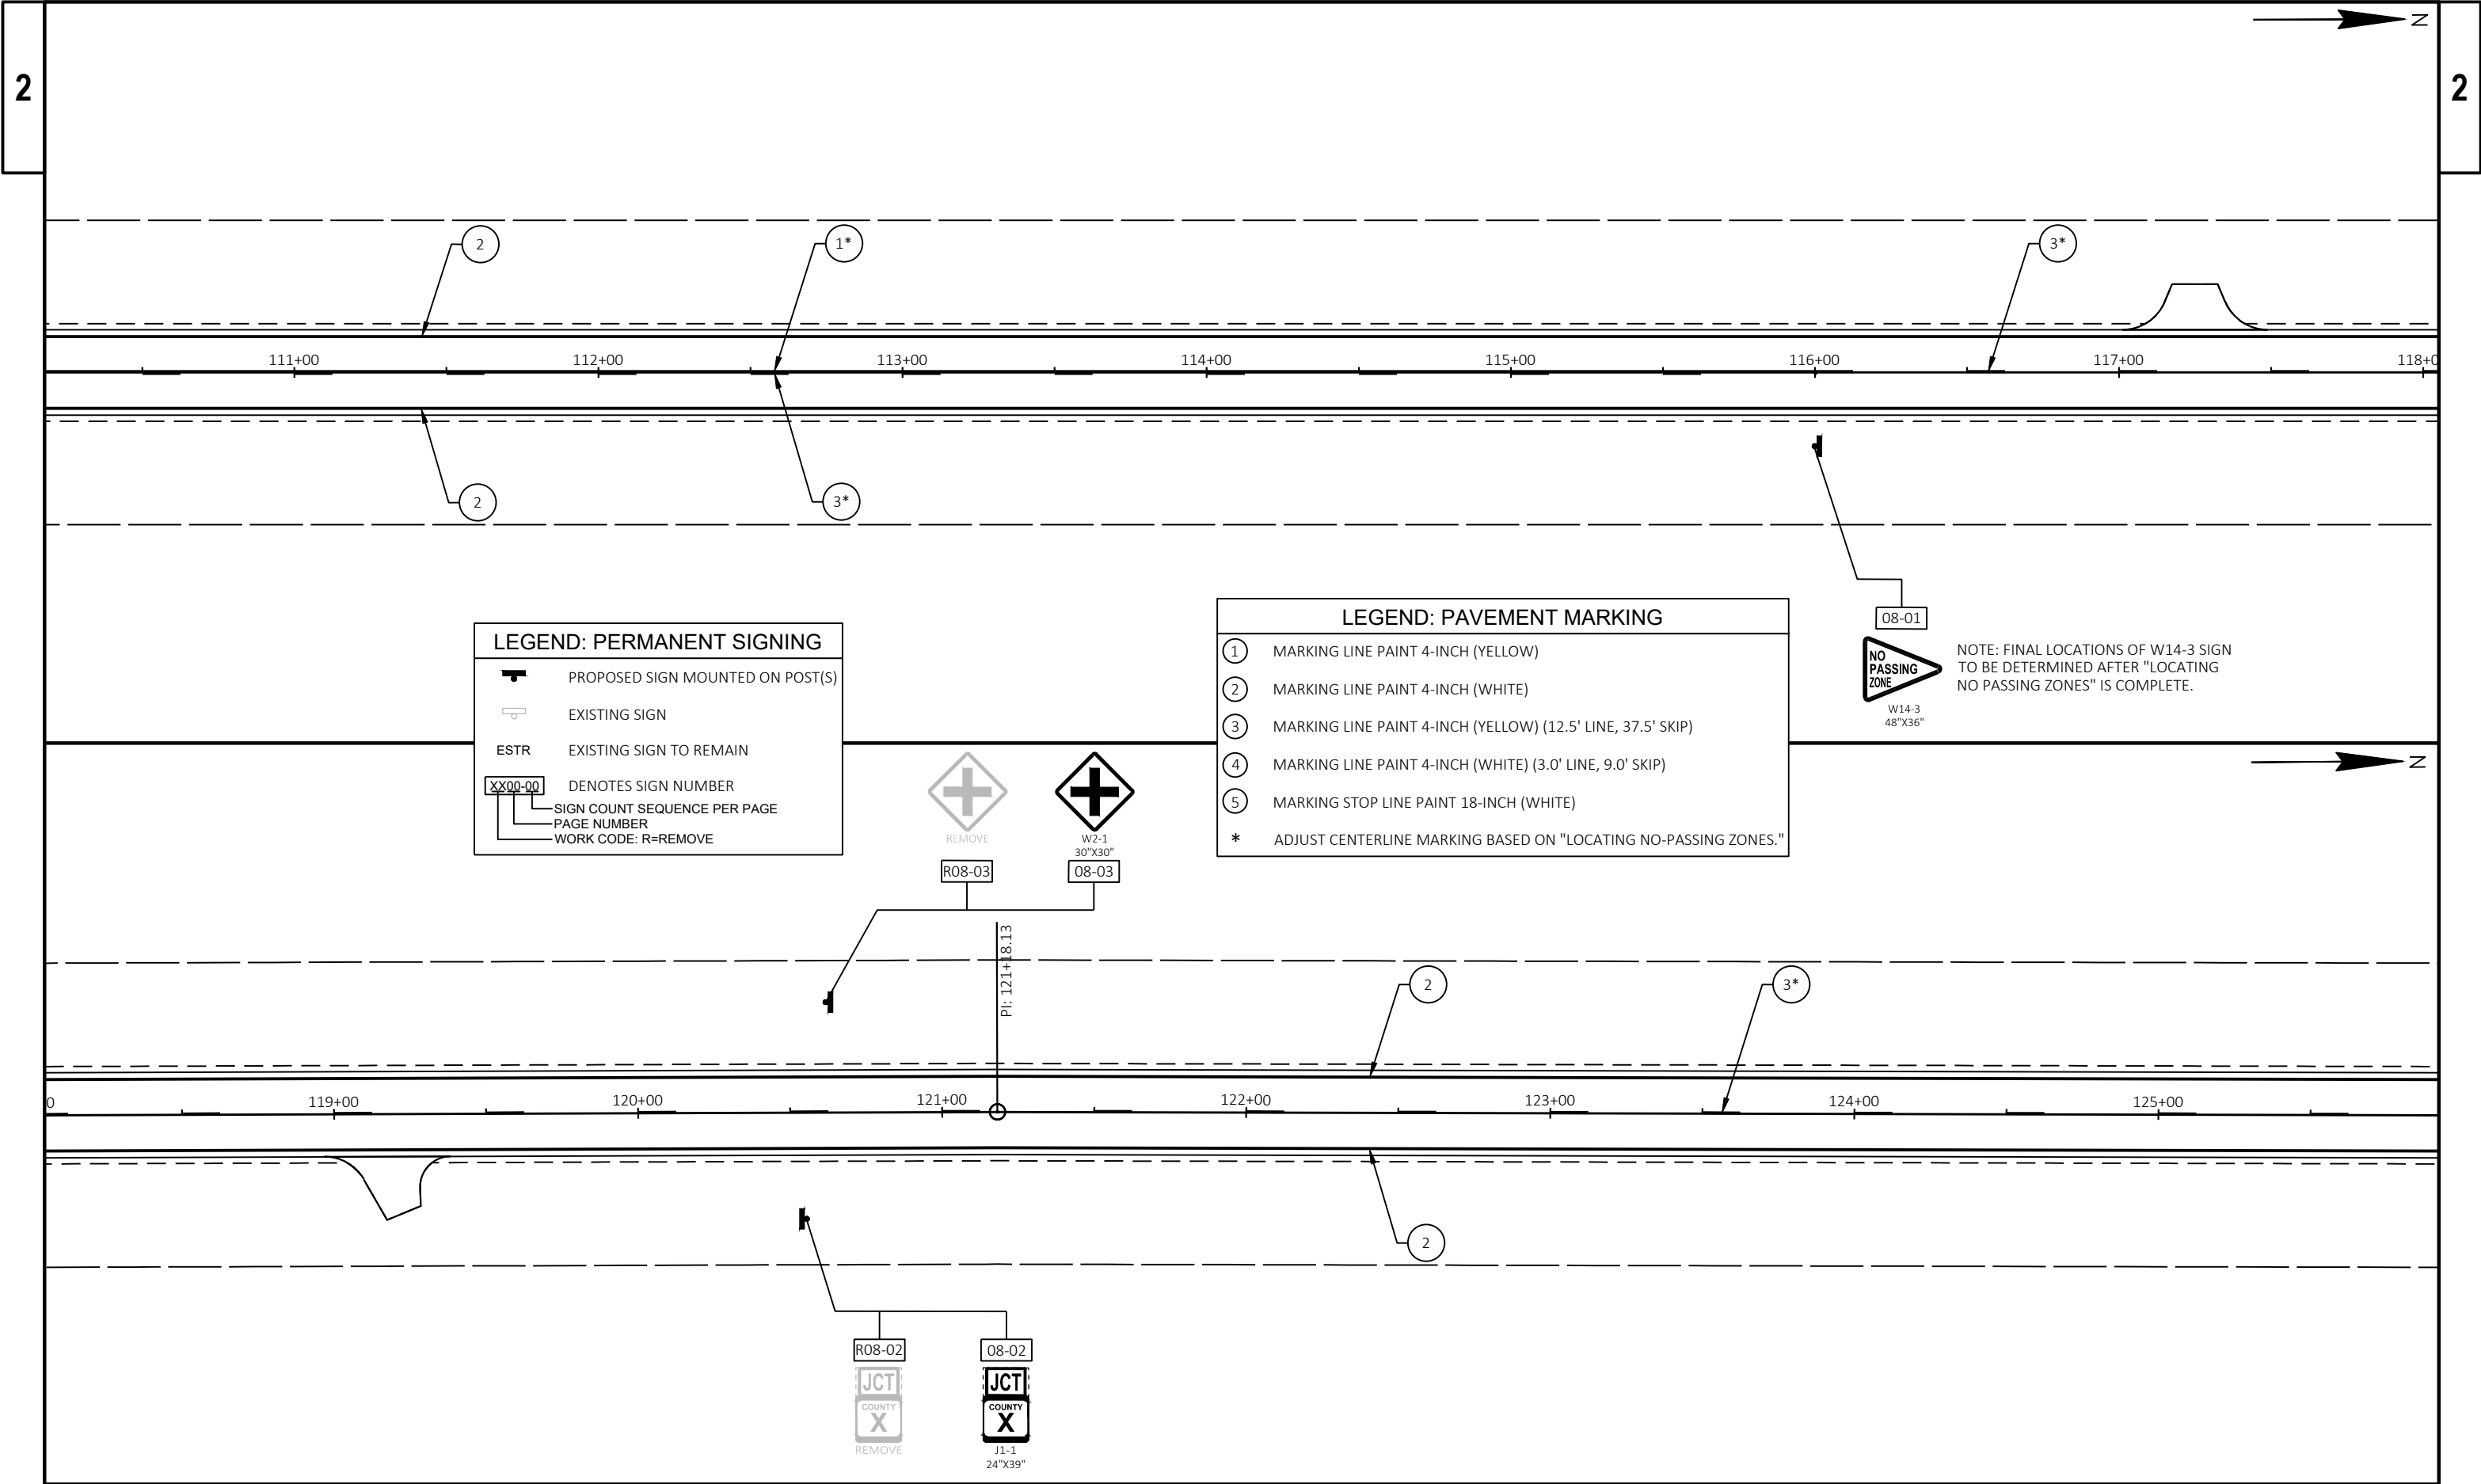 2
2
N
2
1*
3*
111+00
112+00
113+00
114+00
115+00
116+00
117+00
118+0
2
3*
08-01
NO
PASSING
ZONE
W14-3
48"X36"
NOTE: FINAL LOCATIONS OF W14-3 SIGN
TO BE DETERMINED AFTER "LOCATING
NO PASSING ZONES" IS COMPLETE.
LEGEND: PERMANENT SIGNING
PROPOSED SIGN MOUNTED ON POST(S)
EXISTING SIGN
ESTR EXISTING SIGN TO REMAIN
XX00-00 DENOTES SIGN NUMBER
SIGN COUNT SEQUENCE PER PAGE
PAGE NUMBER
WORK CODE: R=REMOVE
LEGEND: PAVEMENT MARKING
1 MARKING LINE PAINT 4-INCH (YELLOW)
2 MARKING LINE PAINT 4-INCH (WHITE)
3 MARKING LINE PAINT 4-INCH (YELLOW) (12.5' LINE, 37.5' SKIP)
4 MARKING LINE PAINT 4-INCH (WHITE) (3.0' LINE, 9.0' SKIP)
5 MARKING STOP LINE PAINT 18-INCH (WHITE)
* ADJUST CENTERLINE MARKING BASED ON "LOCATING NO-PASSING ZONES."
N
REMOVE
R08-03
W2-1
30"X30"
08-03
PI: 121+18.13
2
3*
0
119+00
120+00
121+00
122+00
123+00
124+00
125+00
2
R08-02
JCT
COUNTY
X
REMOVE
08-02
JCT
COUNTY
X
J1-1
24"X39"